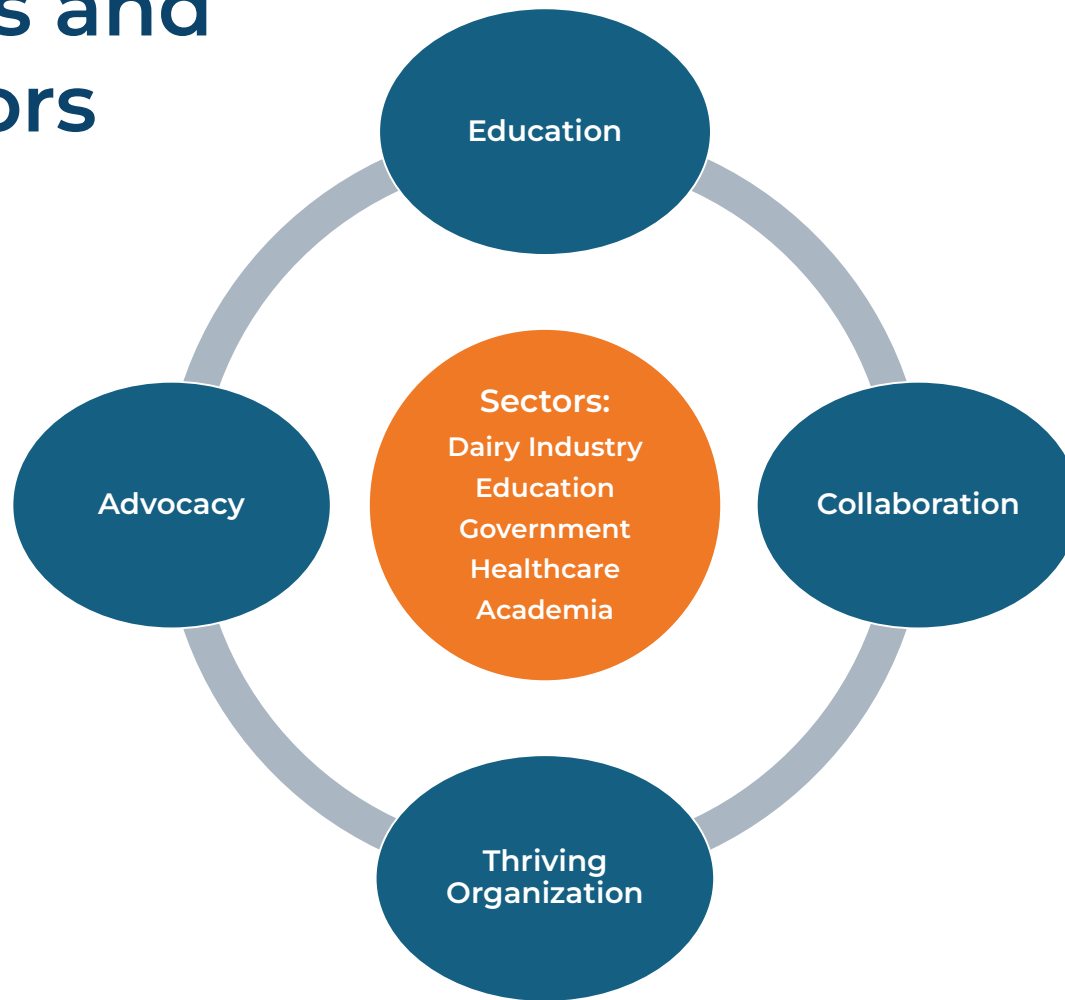 s and
ors
Education
Sectors:
Dairy Industry
Education
Government
Healthcare
Academia
Advocacy
Collaboration
Thriving
Organization